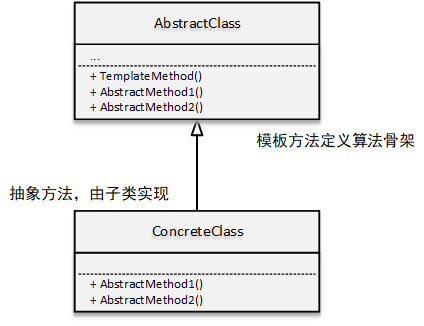 AbstractClass
...
+ TemplateMethod()
+ AbstractMethod1()
+ AbstractMethod2()
模板方法定义算法骨架
抽象方法，由子类实现
ConcreteClass
+ AbstractMethod1()
+ AbstractMethod2()